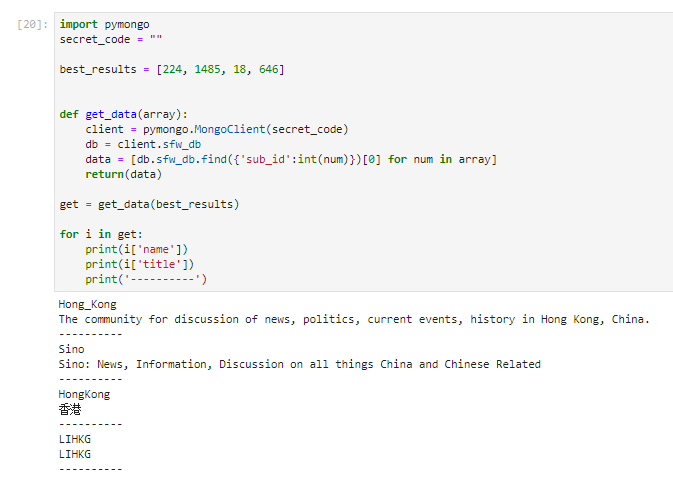 [20]: import pymongo
secret_code = ""
best_results = [224, 1485, 18, 646]
def get_data(array):
client = pymongo.MongoClient(secret_code)
db = client.sfw_db
data = [db.sfw_db.find({'sub_id':int(num)})[0] for num in array]
return(data)
get = get_data(best_results)
for i in get:
print(i['name'])
print(i['title'])
print('----------')
Hong_Kong
The community for discussion of news, politics, current events, history in Hong Kong, China.
----------
Sino
Sino: News, Information, Discussion on all things China and Chinese Related
----------
HongKong
香港
----------
LIHKG
LIHKG
----------